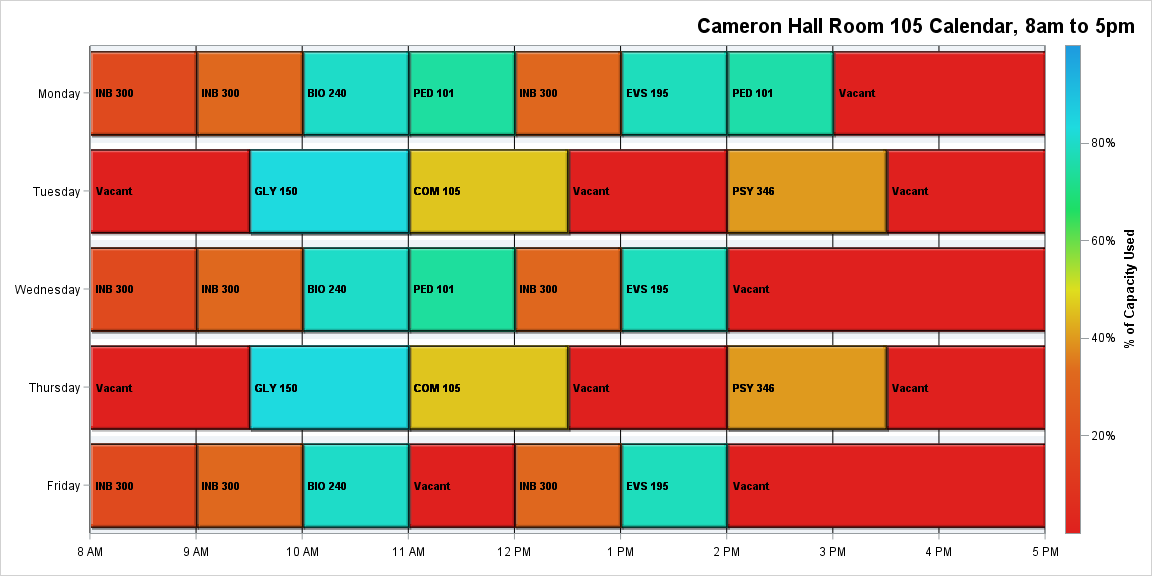 Cameron Hall Room 105 Calendar, 8am to 5pm
Monday INB 300 INB 300 BIO 240 PED 101 INB 300 EVS 195 PED 101 Vacant
Tuesday Vacant GLY 150 COM 105 Vacant PSY 346 Vacant
Wednesday INB 300 INB 300 BIO 240 PED 101 INB 300 EVS 195 Vacant
Thursday Vacant GLY 150 COM 105 Vacant PSY 346 Vacant
Friday INB 300 INB 300 BIO 240 Vacant INB 300 EVS 195 Vacant
8 AM 9 AM 10 AM 11 AM 12 PM 1 PM 2 PM 3 PM 4 PM 5 PM
80%
60%
40%
20%
% of Capacity Used